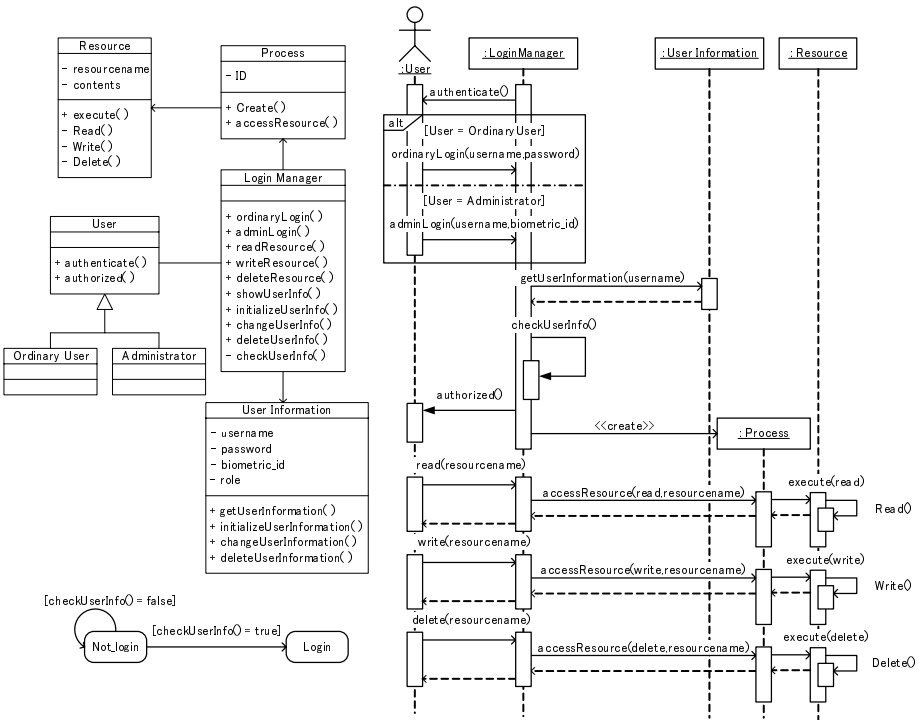 Resource
- resourcename
- contents
+ execute()
- Read()
- Write()
- Delete()
Process
- ID
+ Create()
+ accessResource()
Login Manager
+ ordinaryLogin()
+ adminLogin()
+ readResource()
+ writeResource()
+ deleteResource()
+ showUserInfo()
+ initializeUserInfo()
+ changeUserInfo()
+ deleteUserInfo()
- checkUserInfo()
User
+ authenticate()
+ authorized()
Ordinary User
Administrator
User Information
- username
- password
- biometric_id
- role
+ getUserInformation()
+ initializeUserInformation()
+ changeUserInformation()
+ deleteUserInformation()
[checkUserInfo() = false]
[checkUserInfo() = true]
Not_login
Login
:User
:LoginManager
:User Information
:Resource
authenticate()
alt
[User = OrdinaryUser]
ordinaryLogin(username,password)
[User = Administrator]
adminLogin(username,biometric_id)
getUserInformation(username)
checkUserInfo()
authorized()
<<create>>
:Process
read(resourcename)
accessResource(read,resourcename)
execute(read)
Read()
write(resourcename)
accessResource(write,resourcename)
execute(write)
Write()
delete(resourcename)
accessResource(delete,resourcename)
execute(delete)
Delete()